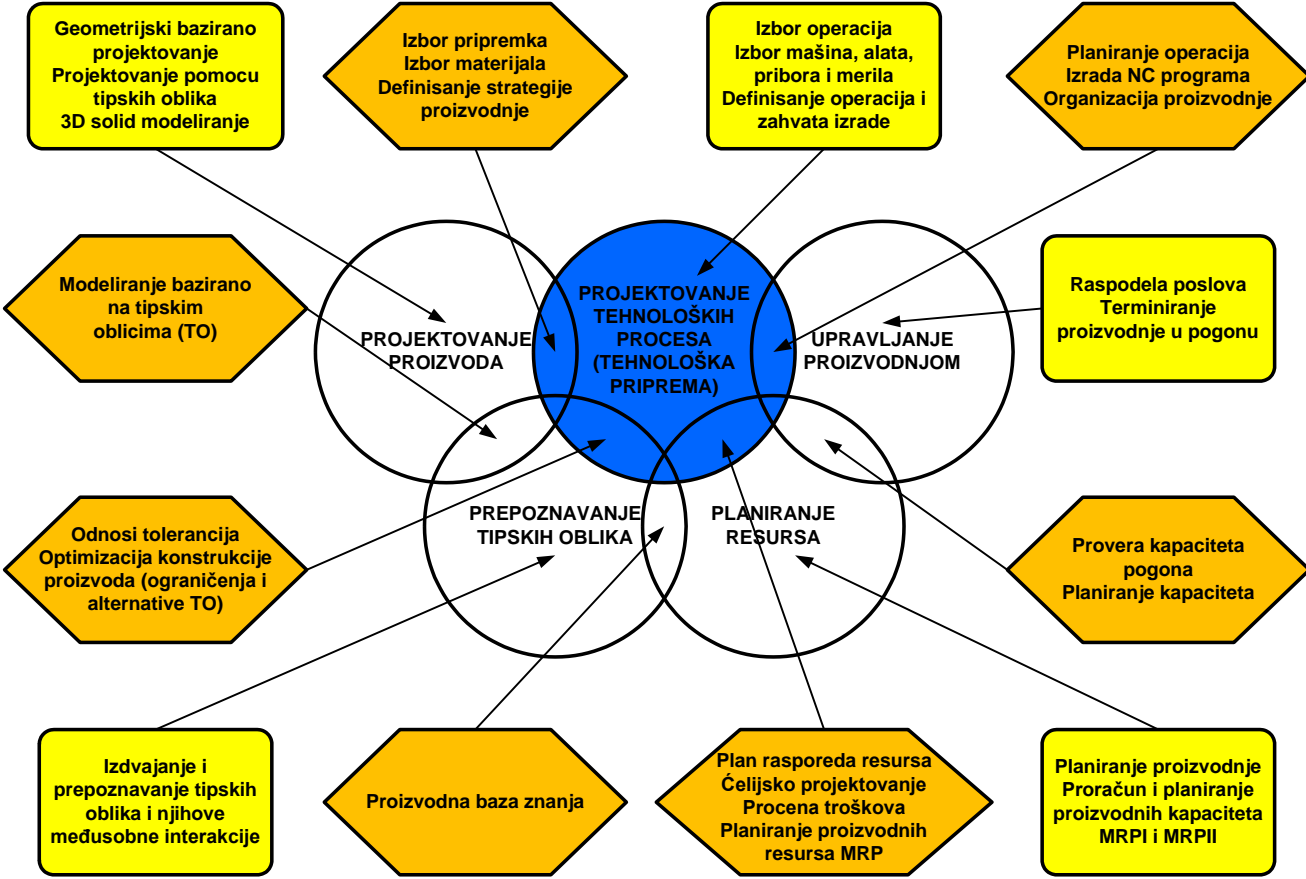 Geometrijski bazirano
projektovanje
Projektovanje pomocu
tipskih oblika
3D solid modeliranje
Izbor pripremka
Izbor materijala
Definisanje strategije
proizvodnje
Izbor operacija
Izbor mašina, alata,
pribora i merila
Definisanje operacija i
zahvata izrade
Planiranje operacija
Izrada NC programa
Organizacija proizvodnje
Modeliranje bazirano
na tipskim
oblicima (TO)
PROJEKTOVANJE
PROIZVODA
PROJEKTOVANJE
TEHNOLOŠKIH
PROCESA
(TEHNOLOŠKA
PRIPREMA)
UPRAVLJANJE
PROIZVODNJOM
Raspodela poslova
Terminiranje
proizvodnje u pogonu
Odnosi tolerancija
Optimizacija konstrukcije
proizvoda (ograničenja i
alternative TO)
PREPOZNAVANJE
TIPSKIH OBLIKA
PLANIRANJE
RESURSA
Provera kapaciteta
pogona
Planiranje kapaciteta
Izdvajanje i
prepoznavanje tipskih
oblika i njihove
međusobne interakcije
Proizvodna baza znanja
Plan rasporeda resursa
Ćelijsko projektovanje
Procena troškova
Planiranje proizvodnih
resursa MRP
Planiranje proizvodnje
Proračun i planiranje
proizvodnih kapaciteta
MRPI i MRPII